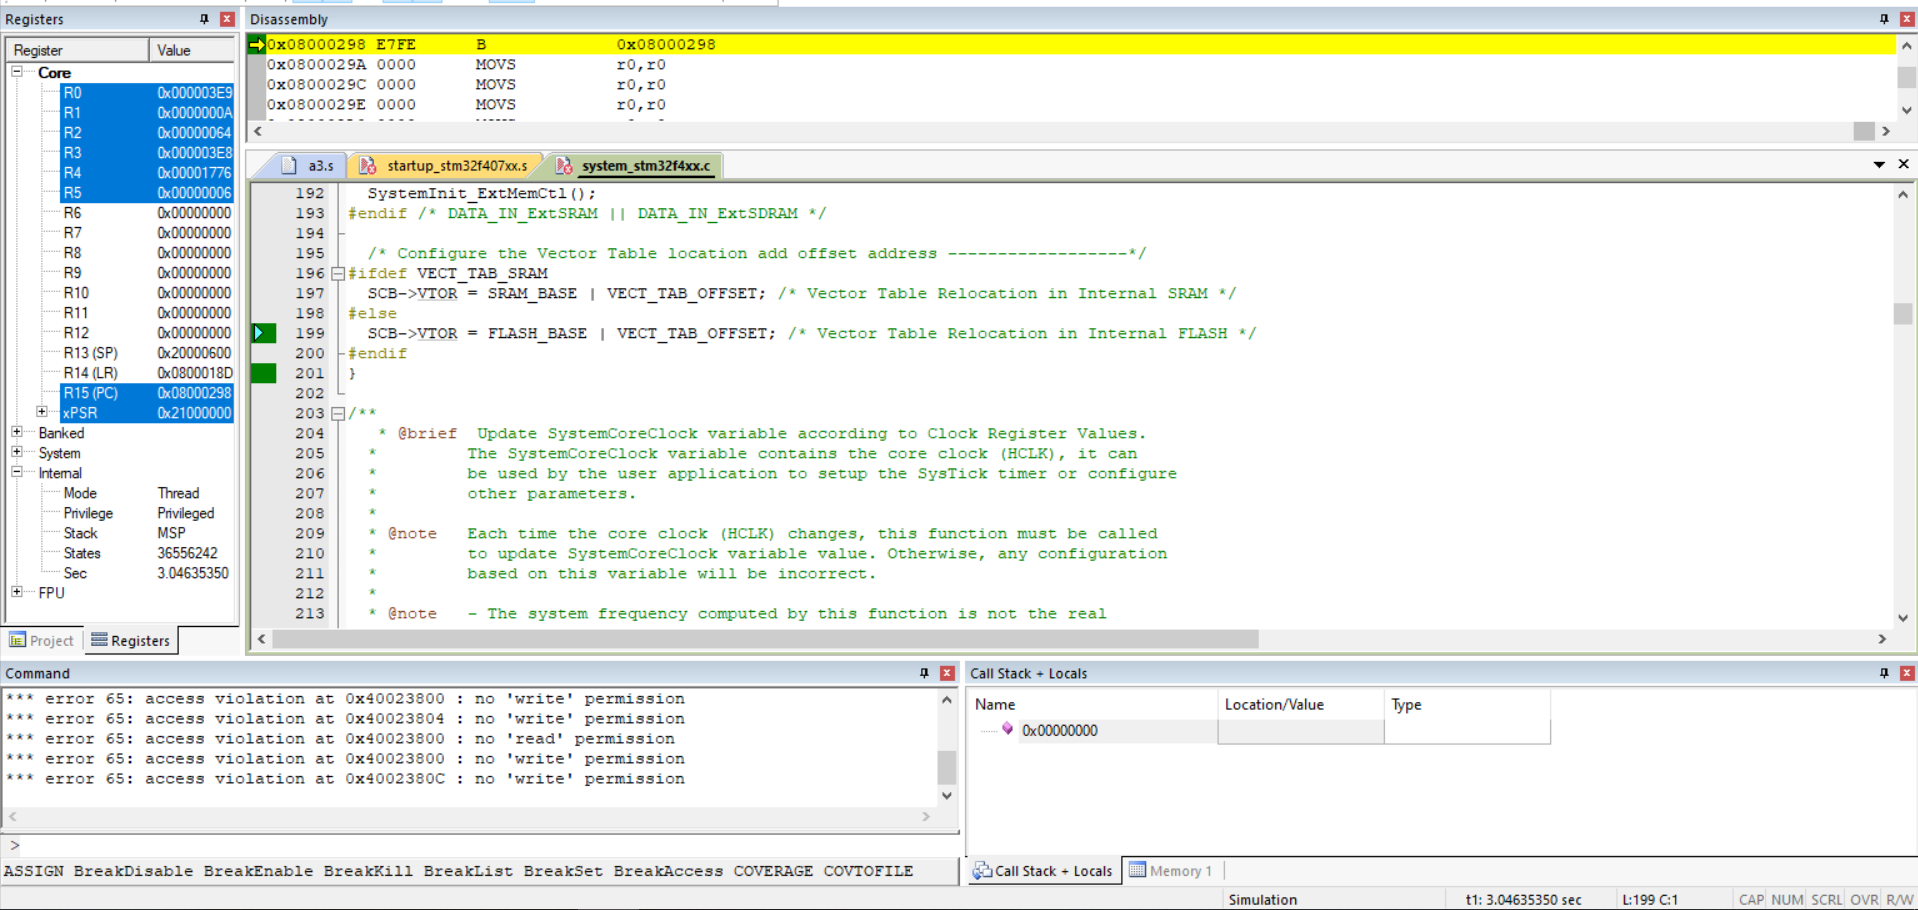 Registers
Register Value
Core
R0 0x000003E9
R1 0x0000000A
R2 0x00000064
R3 0x000003E8
R4 0x00001776
R5 0x00000006
R6 0x00000000
R7 0x00000000
R8 0x00000000
R9 0x00000000
R10 0x00000000
R11 0x00000000
R12 0x00000000
R13 (SP) 0x20000600
R14 (LR) 0x0800018D
R15 (PC) 0x08000298
xPSR 0x21000000
Banked
System
Internal
Mode Thread
Privilege Privileged
Stack MSP
States 36556242
Sec 3.04635350
FPU
Project Registers
Disassembly
0x08000298 E7FE B 0x08000298
0x0800029A 0000 MOVS r0,r0
0x0800029C 0000 MOVS r0,r0
0x0800029E 0000 MOVS r0,r0
a3.s startup_stm32f407xx.s system_stm32f4xx.c
192 SystemInit_ExtMemCtl();
193 #endif /* DATA_IN_ExtSRAM || DATA_IN_ExtSDRAM */
194
195 /* Configure the Vector Table location add offset address ------------------*/
196 #ifdef VECT_TAB_SRAM
197 SCB->VTOR = SRAM_BASE | VECT_TAB_OFFSET; /* Vector Table Relocation in Internal SRAM */
198 #else
199 SCB->VTOR = FLASH_BASE | VECT_TAB_OFFSET; /* Vector Table Relocation in Internal FLASH */
200 #endif
201 }
202
203 /**
204 * @brief Update SystemCoreClock variable according to Clock Register Values.
205 * The SystemCoreClock variable contains the core clock (HCLK), it can
206 * be used by the user application to setup the SysTick timer or configure
207 * other parameters.
208 *
209 * @note Each time the core clock (HCLK) changes, this function must be called
210 * to update SystemCoreClock variable value. Otherwise, any configuration
211 * based on this variable will be incorrect.
212 *
213 * @note - The system frequency computed by this function is not the real
Command
*** error 65: access violation at 0x40023800 : no 'write' permission
*** error 65: access violation at 0x40023804 : no 'write' permission
*** error 65: access violation at 0x40023800 : no 'read' permission
*** error 65: access violation at 0x40023800 : no 'write' permission
*** error 65: access violation at 0x4002380C : no 'write' permission
>
ASSIGN BreakDisable BreakEnable BreakKill BreakList BreakSet BreakAccess COVERAGE COVTOFILE
Call Stack + Locals
Name Location/Value Type
0x00000000
Call Stack + Locals Memory 1
Simulation t1: 3.04635350 sec L:199 C:1 CAP NUM SCRL OVR R/W